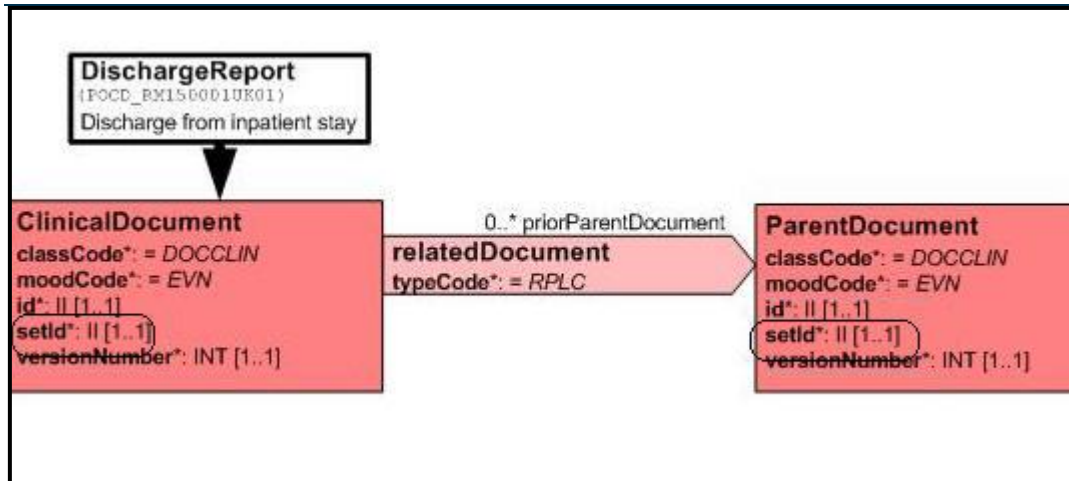 DischargeReport
(POCD_RM150001UK01)
Discharge from inpatient stay
ClinicalDocument
classCode*: = DOCCLIN
moodCode*: = EVN
id*: II [1..1]
setId*: II [1..1]
versionNumber*: INT [1..1]
0..* priorParentDocument
relatedDocument
typeCode*: = RPLC
ParentDocument
classCode*: = DOCCLIN
moodCode*: = EVN
id*: II [1..1]
setId*: II [1..1]
versionNumber*: INT [1..1]